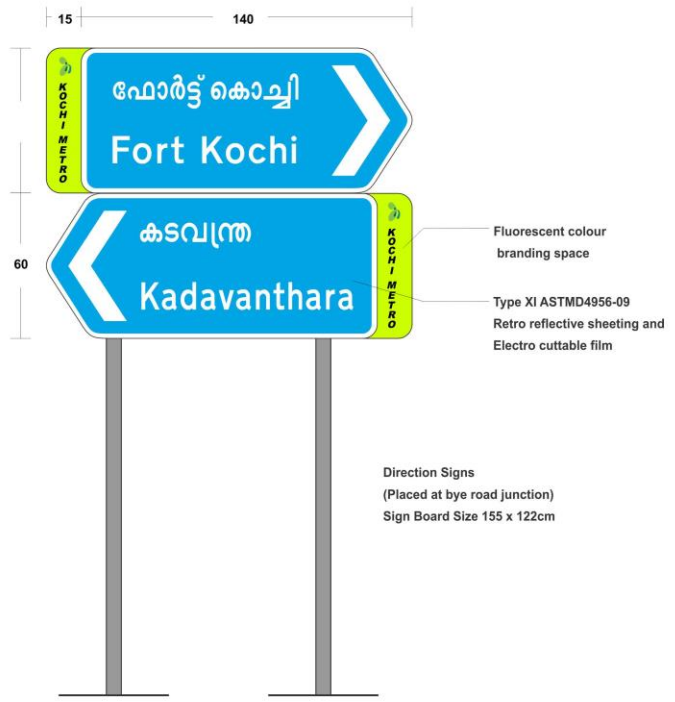 15
140
KOCHI METRO
ഫോർട്ട് കൊച്ചി
Fort Kochi
60
കടവന്ത്ര
Kadavanthara
KOCHI METRO
Fluorescent colour
branding space
Type XI ASTMD4956-09
Retro reflective sheeting and
Electro cuttable film
Direction Signs
(Placed at bye road junction)
Sign Board Size 155 x 122cm